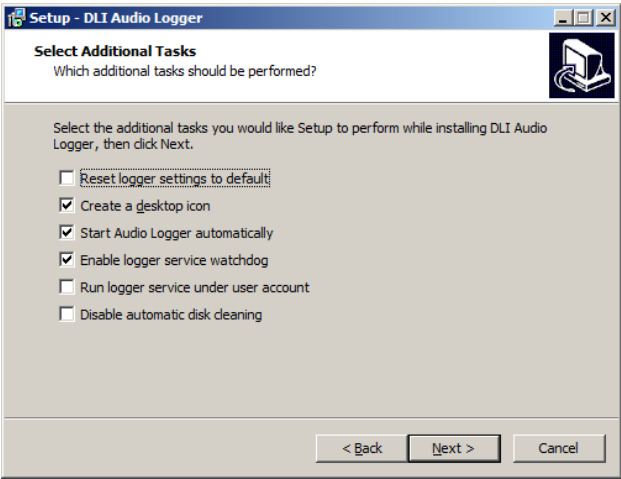 Setup - DLI Audio Logger
Select Additional Tasks
Which additional tasks should be performed?
Select the additional tasks you would like Setup to perform while installing DLI Audio
Logger, then click Next.
Reset logger settings to default
Create a desktop icon
Start Audio Logger automatically
Enable logger service watchdog
Run logger service under user account
Disable automatic disk cleaning
< Back Next > Cancel